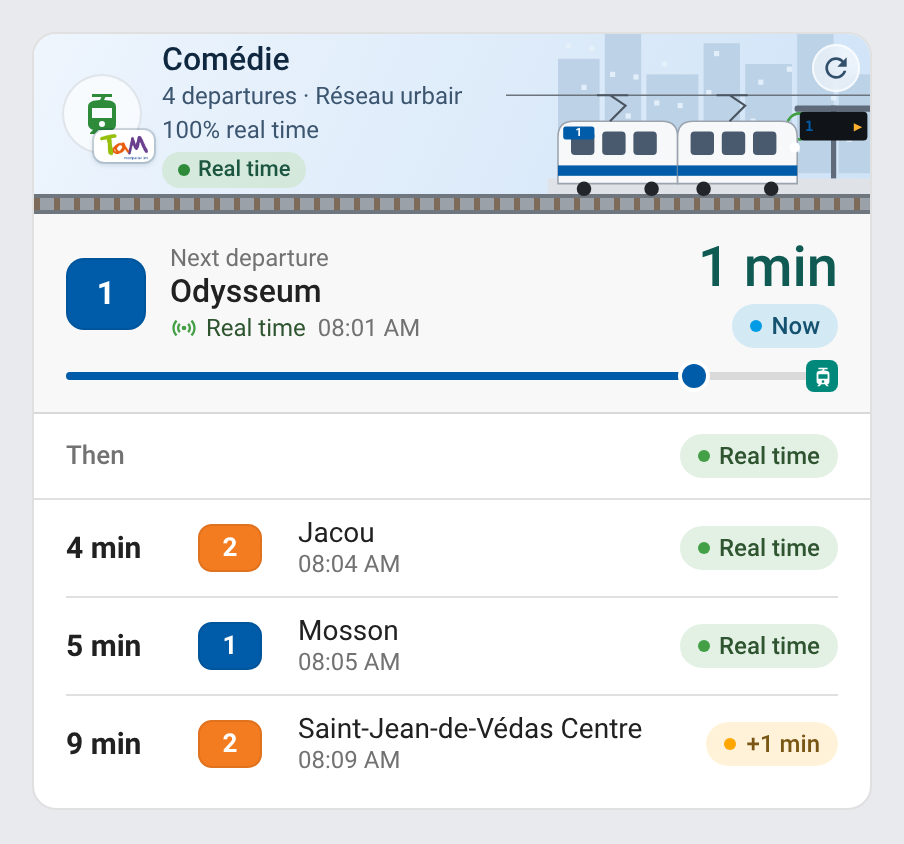 Comédie
4 departures · Réseau urbair
100% real time
TaM
Real time
1
1
1
Next departure
Odysseum
Real time 08:01 AM
1 min
Now
Then
Real time
4 min
2
Jacou
08:04 AM
Real time
5 min
1
Mosson
08:05 AM
Real time
9 min
2
Saint-Jean-de-Védas Centre
08:09 AM
+1 min